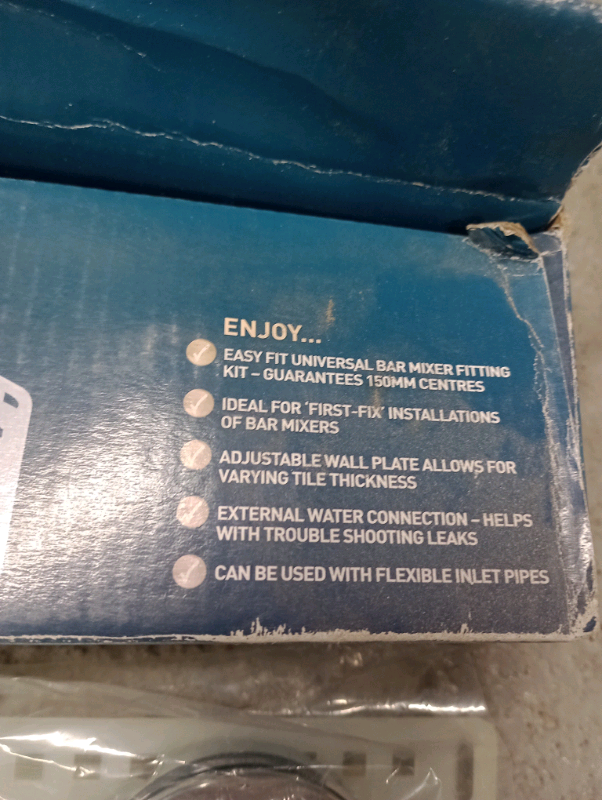 ENJOY...
EASY FIT UNIVERSAL BAR MIXER FITTING
KIT – GUARANTEES 150MM CENTRES
IDEAL FOR 'FIRST-FIX' INSTALLATIONS
OF BAR MIXERS
ADJUSTABLE WALL PLATE ALLOWS FOR
VARYING TILE THICKNESS
EXTERNAL WATER CONNECTION – HELPS
WITH TROUBLE SHOOTING LEAKS
CAN BE USED WITH FLEXIBLE INLET PIPES